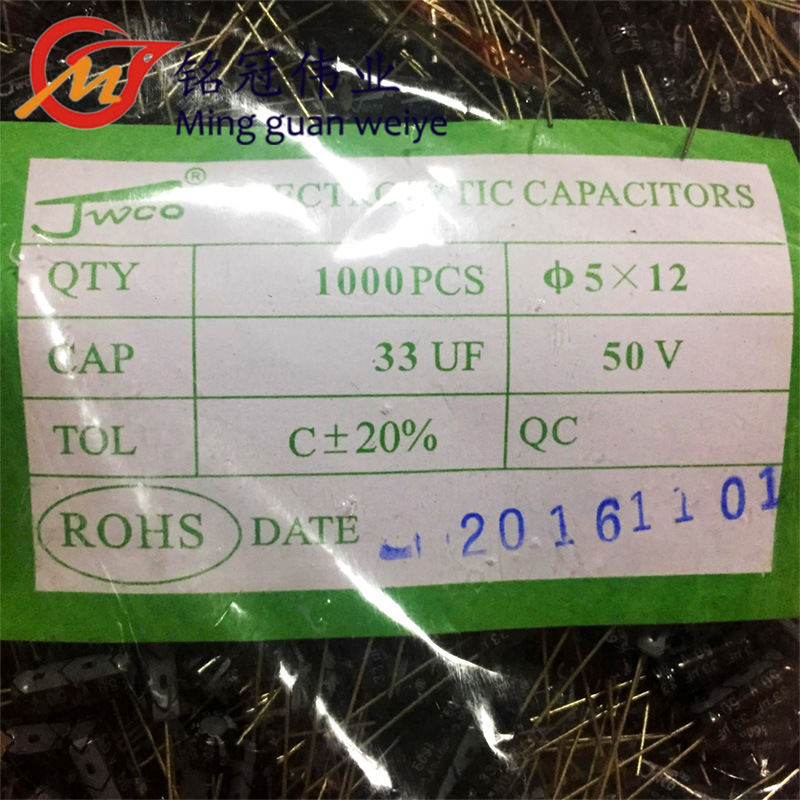 铭冠伟业
Ming guan weiye
JWCO ® ELECTROLYTIC CAPACITORS
QTY 1000PCS ϕ5×12
CAP 33 UF 50 V
TOL C±20% QC
ROHS DATE 20161101